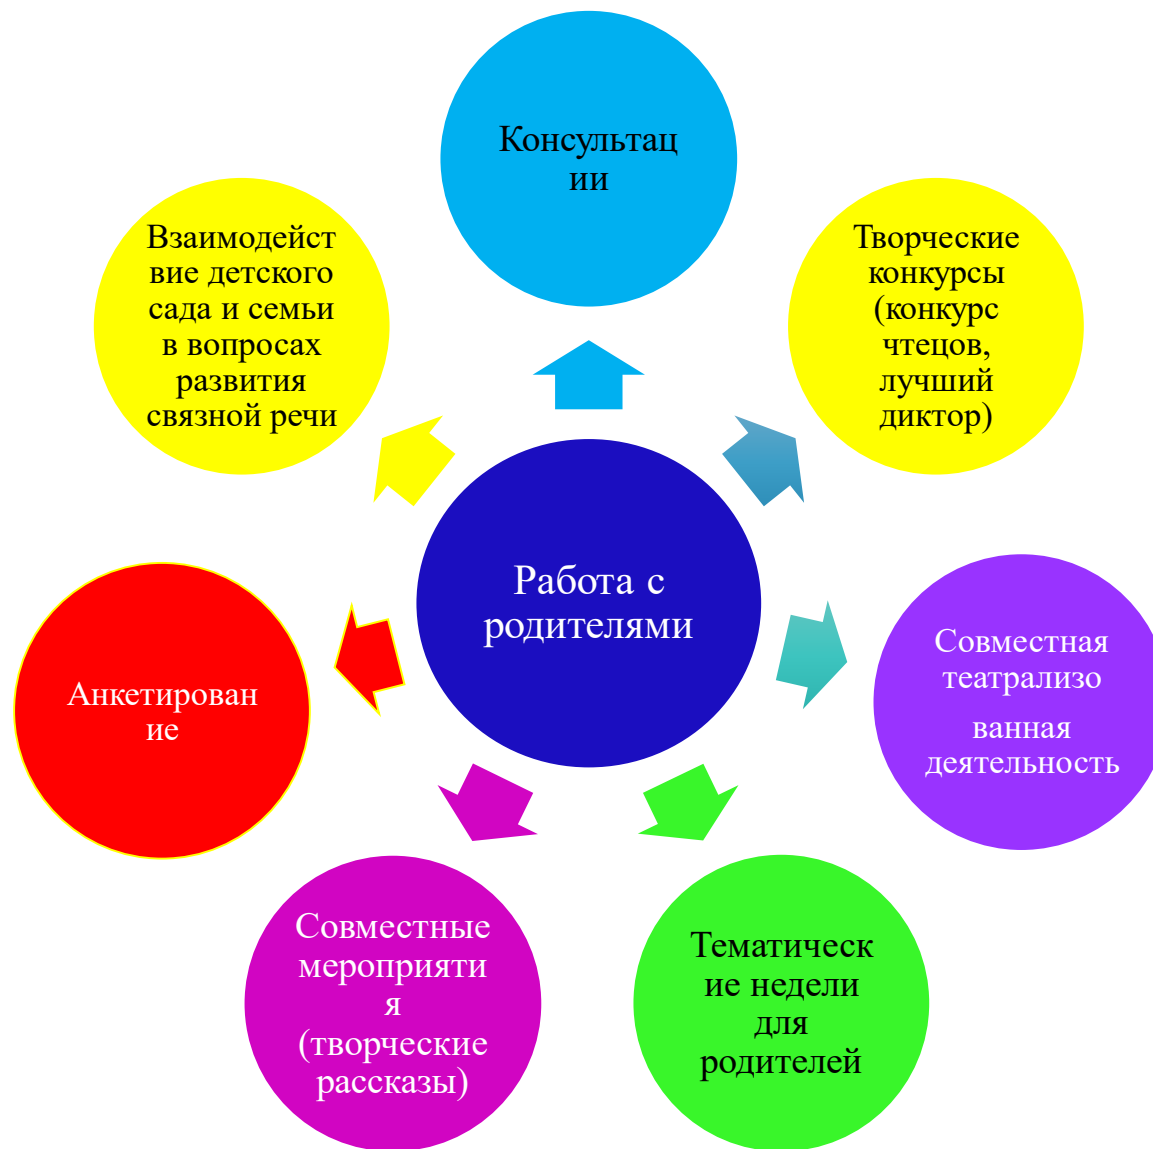 Консультац
ии
Творческие
конкурсы
(конкурс
чтецов,
лучший
диктор)
Совместная
театрализо
ванная
деятельность
Тематическ
ие недели
для
родителей
Совместные
мероприяти
я
(творческие
рассказы)
Анкетирован
ие
Взаимодейст
вие детского
сада и семьи
в вопросах
развития
связной речи
Работа с
родителями